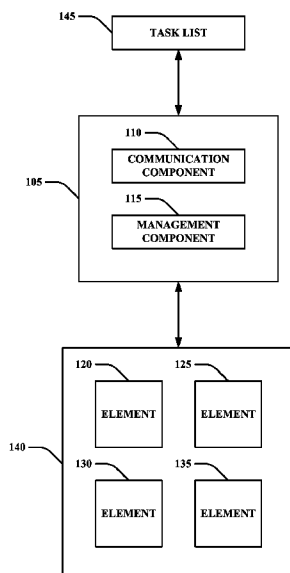 145
TASK LIST
110
COMMUNICATION
COMPONENT
105
115
MANAGEMENT
COMPONENT
120
125
ELEMENT
ELEMENT
140
130
135
ELEMENT
ELEMENT